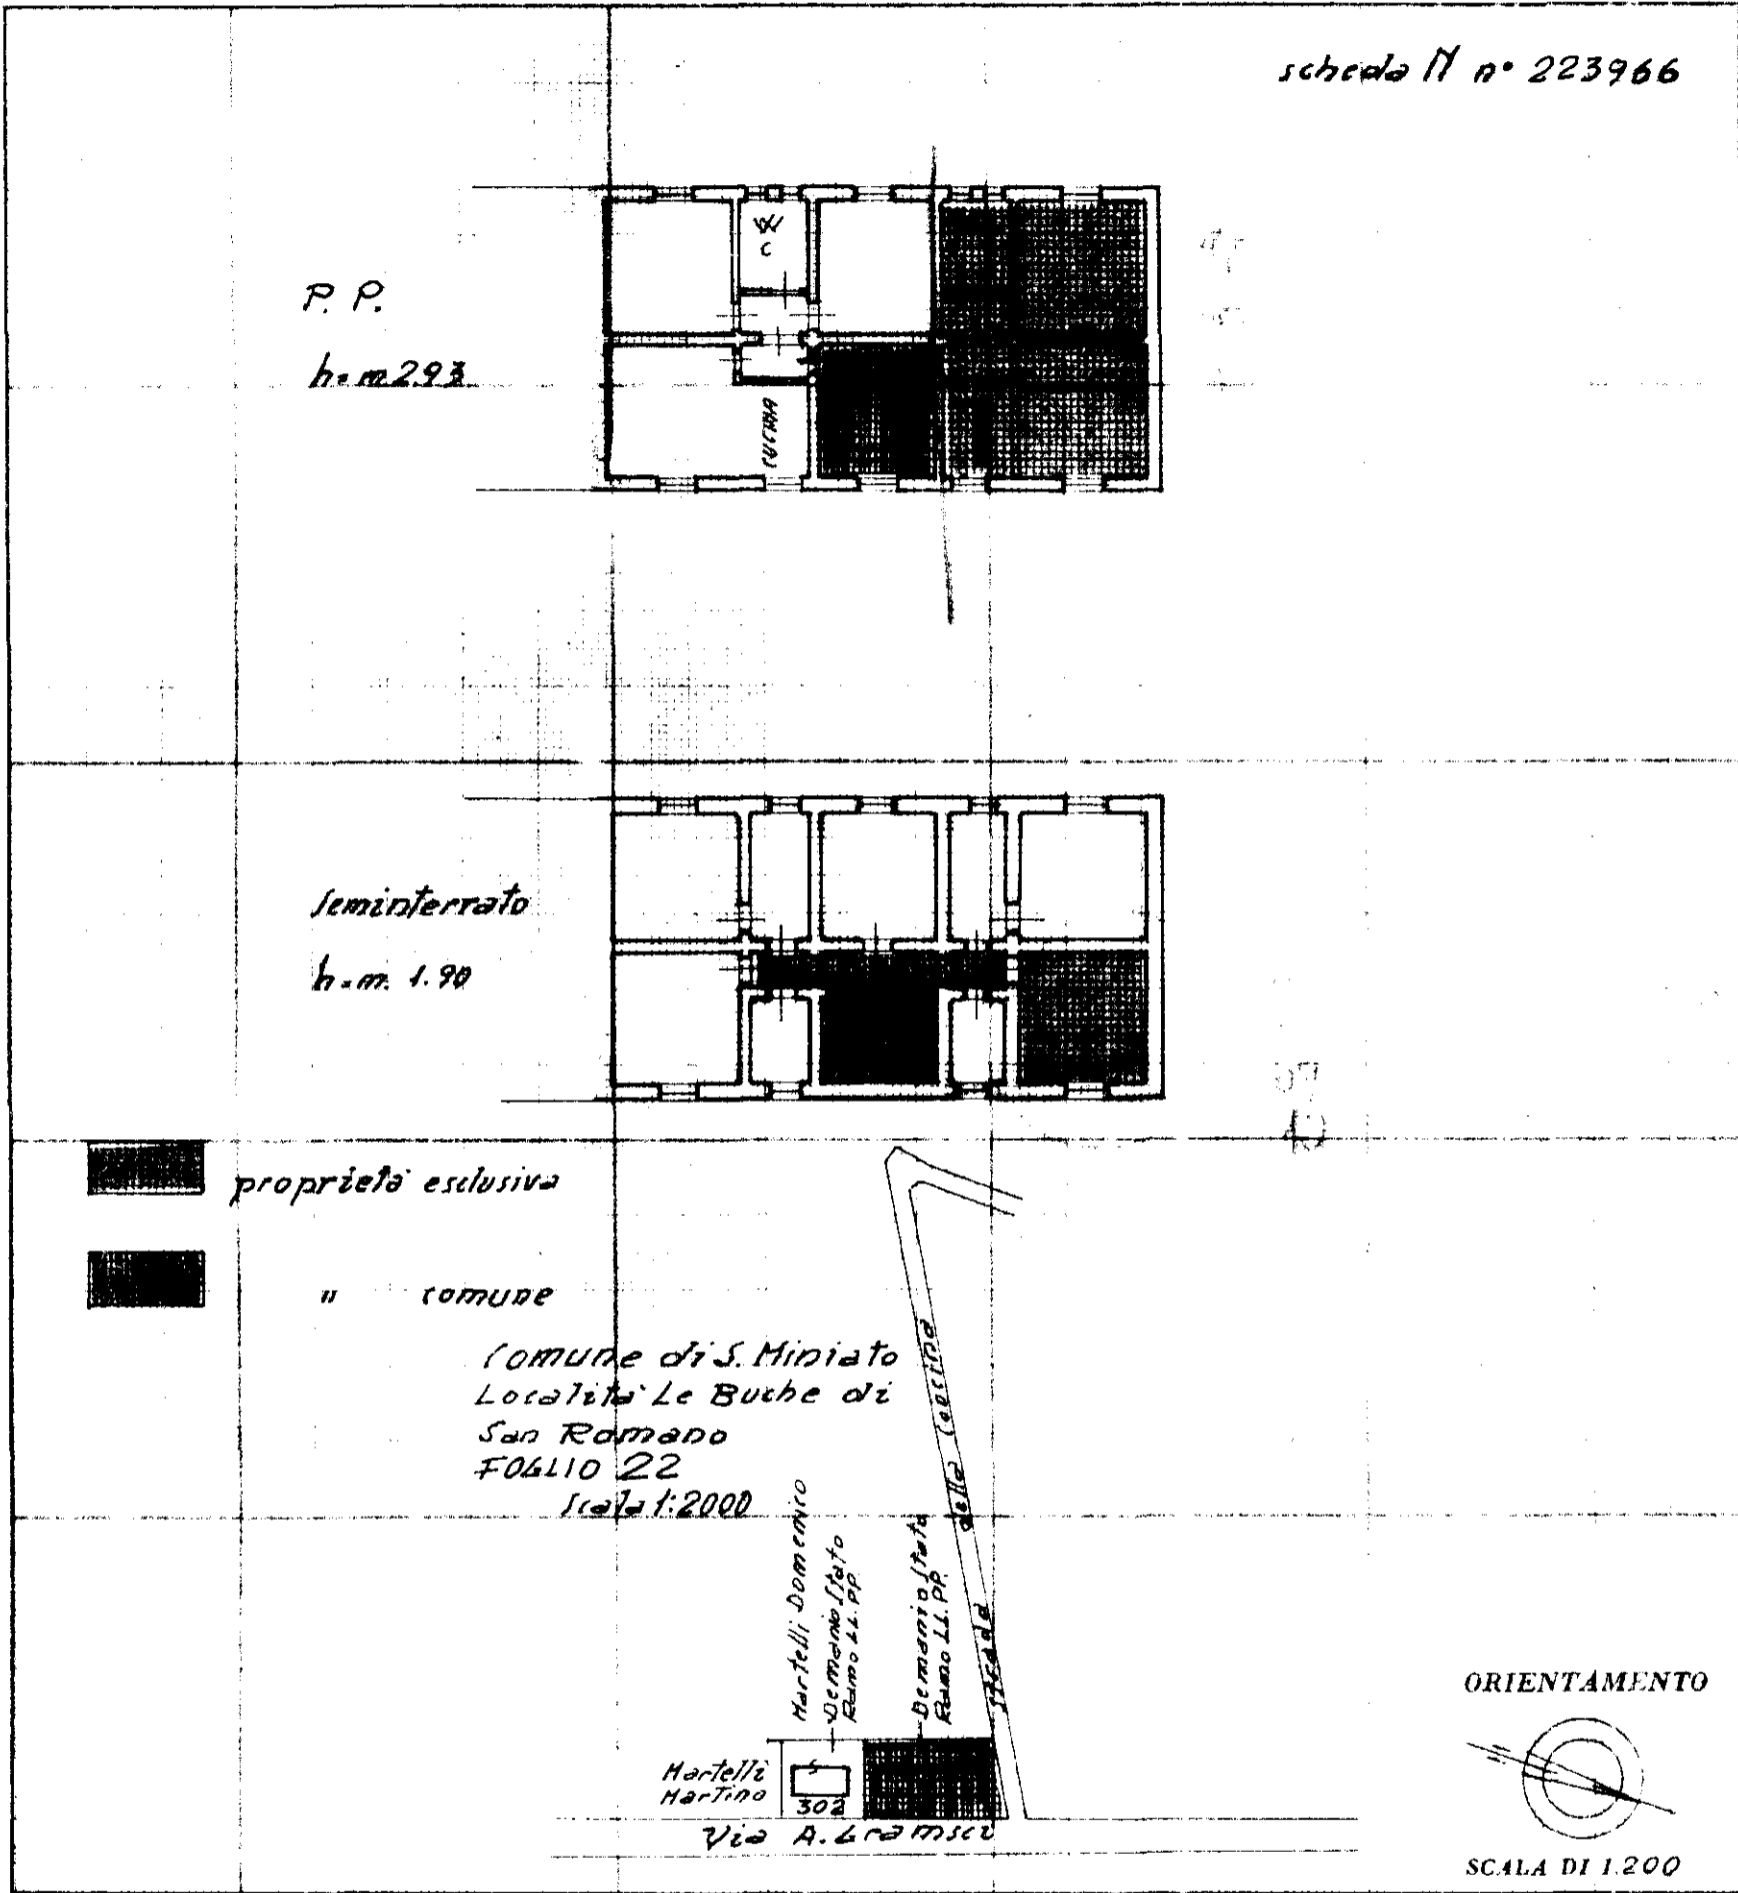 scheda N n° 223966
P. P.
h=m 2.93
W
C
CUCINA
seminterrato
h=m. 1.90
proprietà esclusiva
" comune
Comune di S. Miniato
Località Le Buche di
San Romano
FOGLIO 22
scala 1:2000
Martelli Domenico
Demanio Stato
Ramo LL.PP.
Demanio Stato
Ramo LL.PP.
strada della
Martelli
Martino
302
Via A. Gramsci
ORIENTAMENTO
SCALA DI 1.200